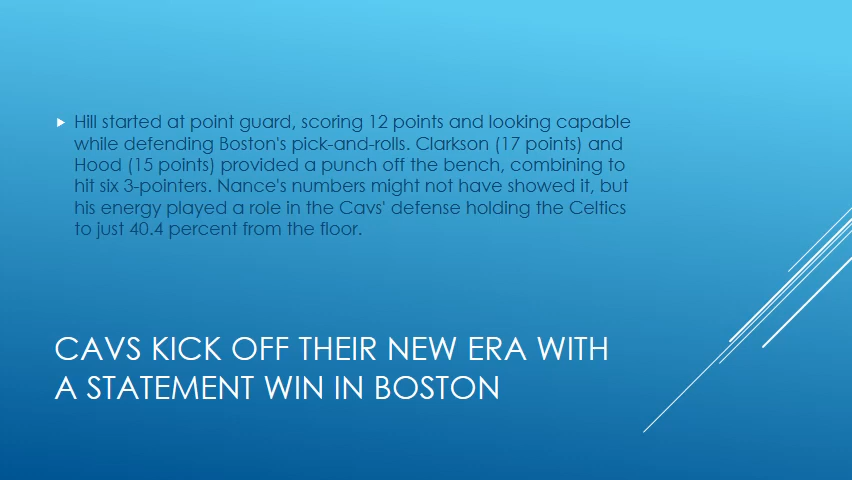 Hill started at point guard, scoring 12 points and looking capable
while defending Boston's pick-and-rolls. Clarkson (17 points) and
Hood (15 points) provided a punch off the bench, combining to
hit six 3-pointers. Nance's numbers might not have showed it, but
his energy played a role in the Cavs' defense holding the Celtics
to just 40.4 percent from the floor.
CAVS KICK OFF THEIR NEW ERA WITH
A STATEMENT WIN IN BOSTON